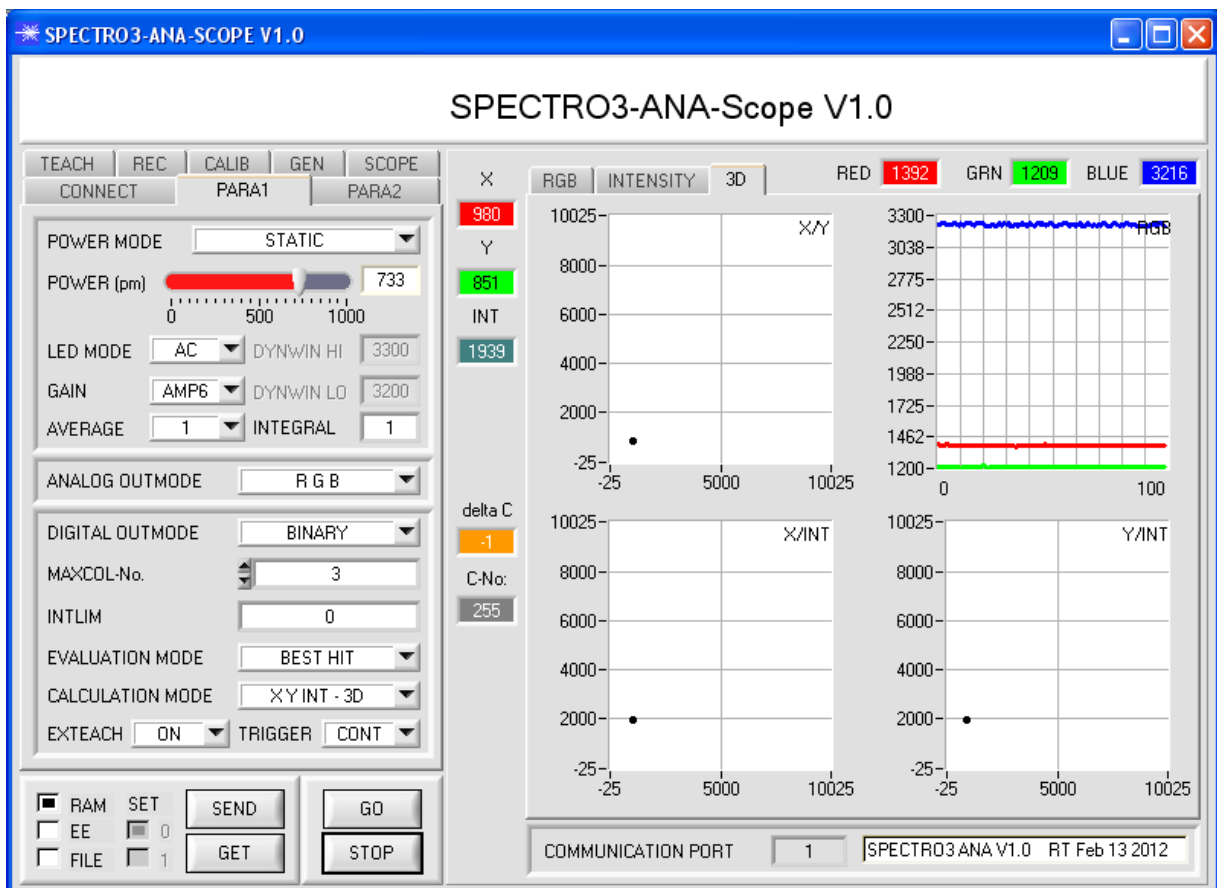 SPECTRO3-ANA-SCOPE V1.0
SPECTRO3-ANA-Scope V1.0
TEACH REC CALIB GEN SCOPE
CONNECT PARA1 PARA2
POWER MODE STATIC
POWER (pm) 733
0 500 1000
LED MODE AC DYNWIN HI 3300
GAIN AMP6 DYNWIN LO 3200
AVERAGE 1 INTEGRAL 1
ANALOG OUTMODE R G B
DIGITAL OUTMODE BINARY
MAXCOL-No. 3
INTLIM 0
EVALUATION MODE BEST HIT
CALCULATION MODE X Y INT - 3D
EXTEACH ON TRIGGER CONT
RAM SET SEND GO
EE 0
FILE 1 GET STOP
X
980
Y
851
INT
1939
delta C
-1
C-No:
255
RGB INTENSITY 3D RED 1392 GRN 1209 BLUE 3216
X/Y
10025
8000
6000
4000
2000
-25
-25 5000 10025
RGB
3300
3038
2775
2512
2250
1988
1725
1462
1200
0 100
X/INT
10025
8000
6000
4000
2000
-25
-25 5000 10025
Y/INT
10025
8000
6000
4000
2000
-25
-25 5000 10025
COMMUNICATION PORT 1 SPECTRO3 ANA V1.0 RT Feb 13 2012